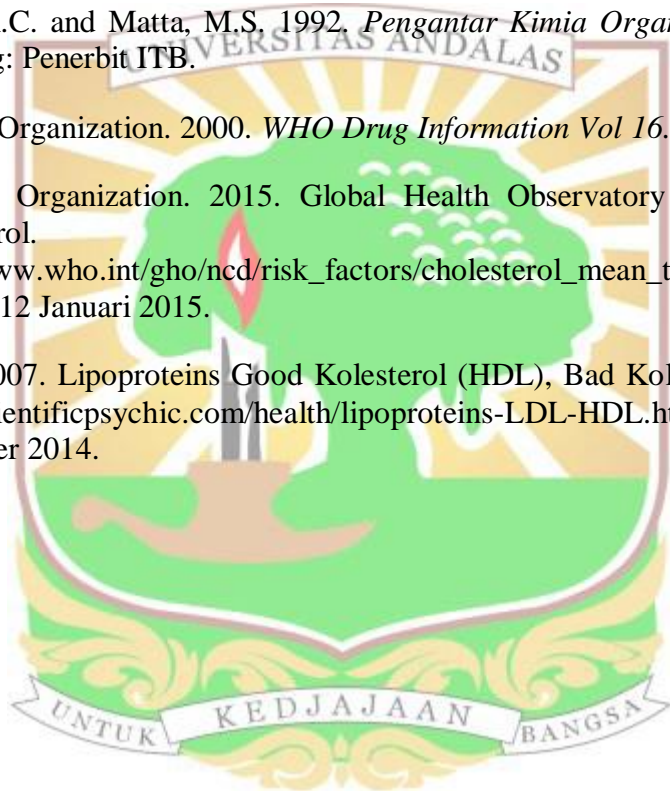 .C. and Matta, M.S. 1992. Pengantar Kimia Organ
g: Penerbit ITB.
UNIVERSITAS ANDALAS
Organization. 2000. WHO Drug Information Vol 16.
Organization. 2015. Global Health Observatory
rol.
ww.who.int/gho/ncd/risk_factors/cholesterol_mean_t
12 Januari 2015.
007. Lipoproteins Good Kolesterol (HDL), Bad Kol
entificpsychic.com/health/lipoproteins-LDL-HDL.ht
er 2014.
UNTUK KEDJAJAAN BANGSA